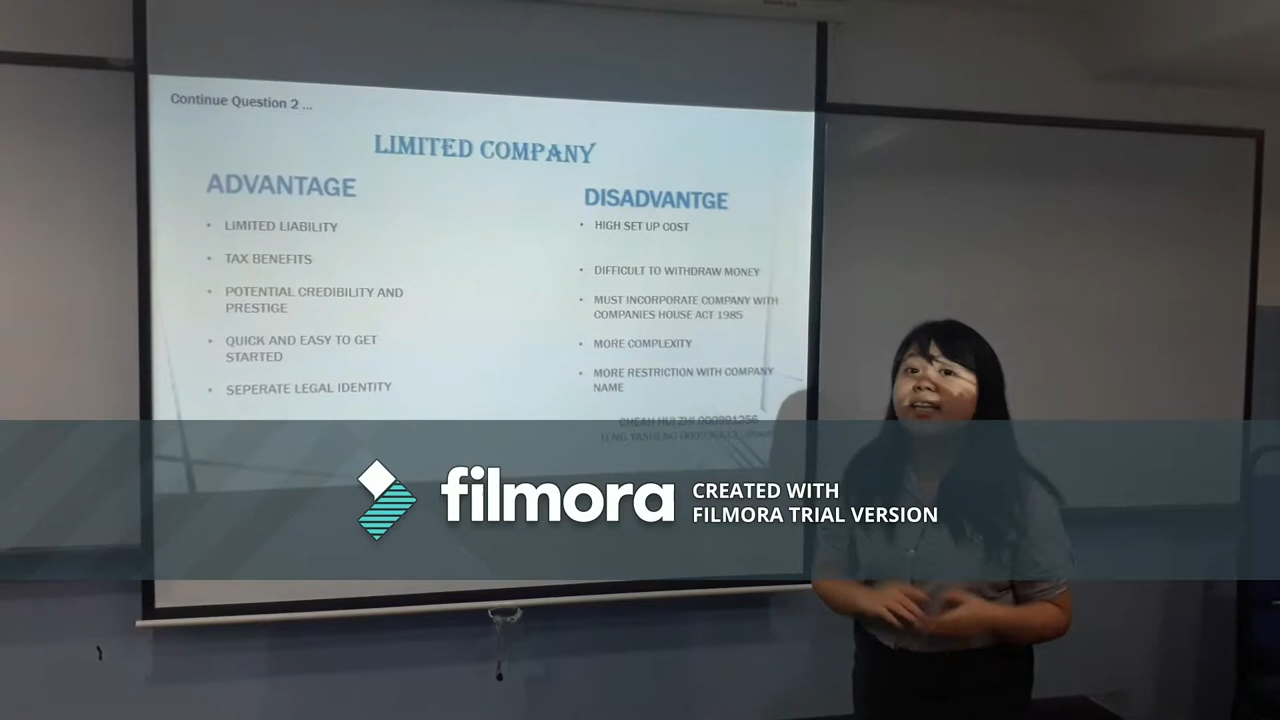 Continue Question 2 ...
LIMITED COMPANY
ADVANTAGE
• LIMITED LIABILITY
• TAX BENEFITS
• POTENTIAL CREDIBILITY AND
PRESTIGE
• QUICK AND EASY TO GET
STARTED
• SEPERATE LEGAL IDENTITY
DISADVANTGE
• HIGH SET UP COST
• DIFFICULT TO WITHDRAW MONEY
• MUST INCORPORATE COMPANY WITH
COMPANIES HOUSE ACT 1985
• MORE COMPLEXITY
• MORE RESTRICTION WITH COMPANY
NAME
CHEAH HUI ZHI 000991256
filmora
CREATED WITH
FILMORA TRIAL VERSION